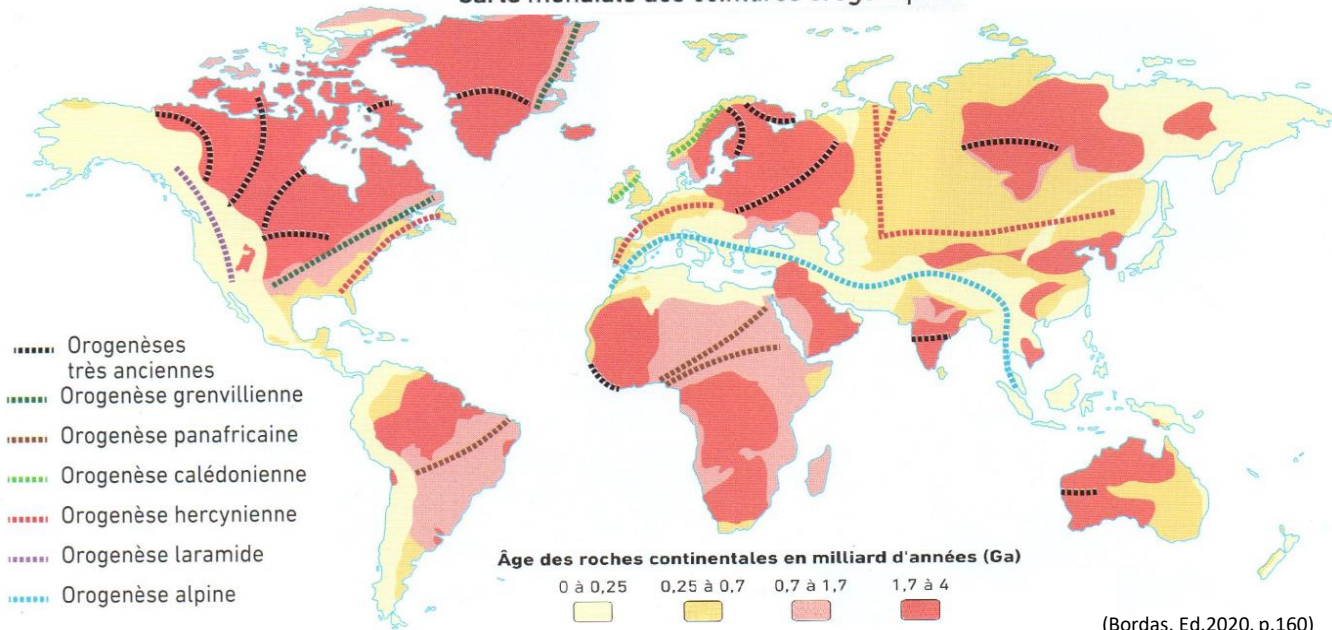 Orogenèses
très anciennes
Orogenèse grenvillienne
Orogenèse panafricaine
Orogenèse calédonienne
Orogenèse hercynienne
Orogenèse laramide
Orogenèse alpine
Âge des roches continentales en milliard d'années (Ga)
0 à 0,25 0,25 à 0,7 0,7 à 1,7 1,7 à 4
(Bordas, Ed.2020, p.160)